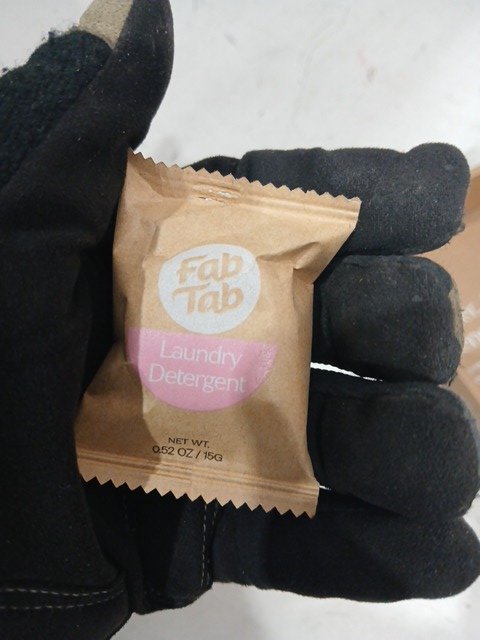 Fab
Tab
Laundry
Detergent
NET WT.
0.52 OZ / 15G